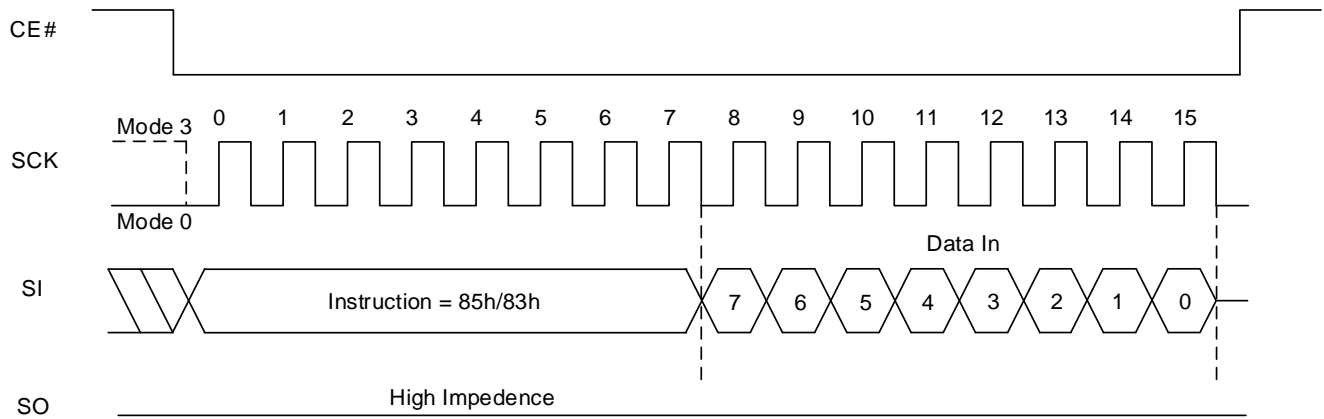 CE#
Mode 3
0 1 2 3 4 5 6 7 8 9 10 11 12 13 14 15
SCK
Mode 0
Data In
SI
Instruction = 85h/83h
7 6 5 4 3 2 1 0
High Impedence
SO